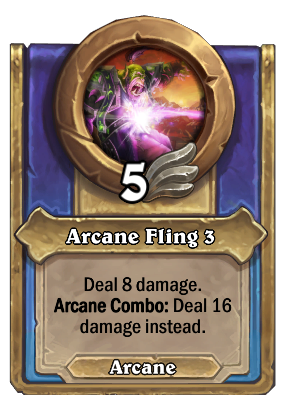 5
Arcane Fling 3
Deal 8 damage.
Arcane Combo: Deal 16
damage instead.
Arcane